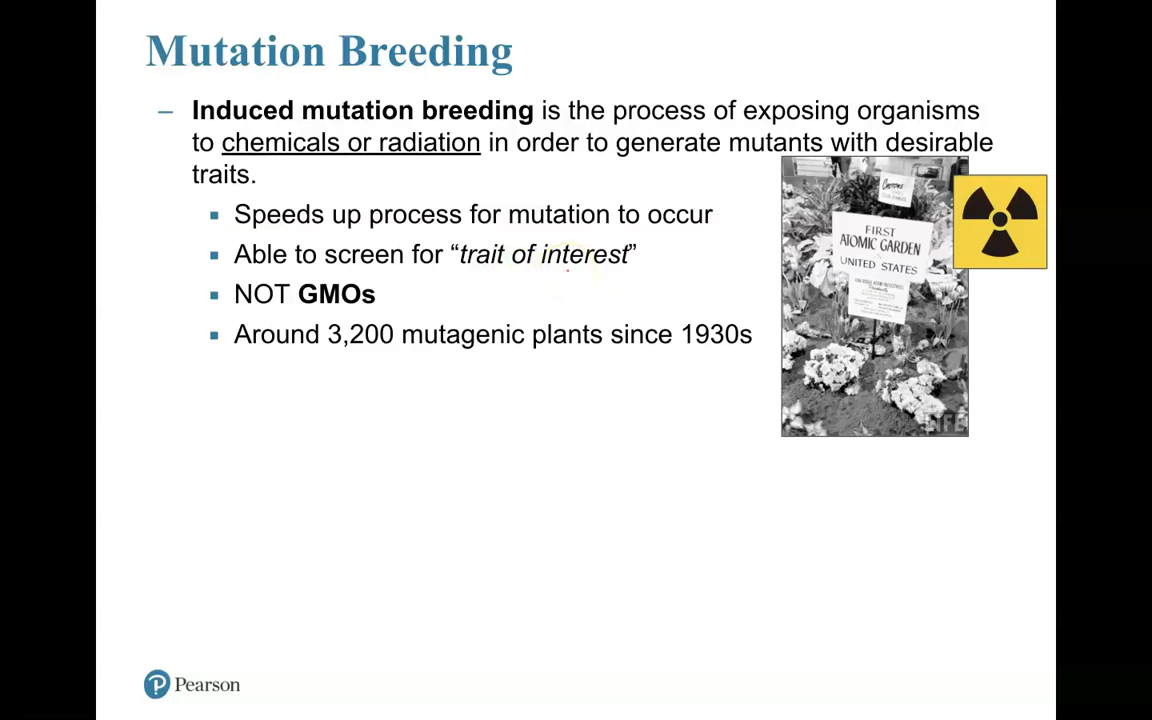 Mutation Breeding
– Induced mutation breeding is the process of exposing organisms
to chemicals or radiation in order to generate mutants with desirable
traits.
▪ Speeds up process for mutation to occur
▪ Able to screen for “trait of interest”
▪ NOT GMOs
▪ Around 3,200 mutagenic plants since 1930s
FIRST
ATOMIC GARDEN
UNITED STATES
LIFE
Pearson